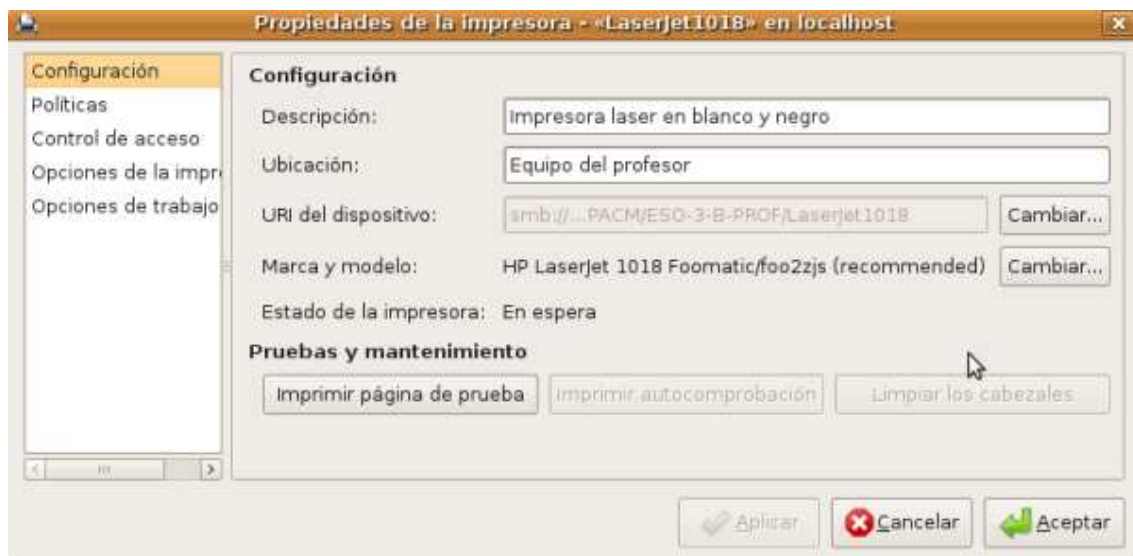 Propiedades de la impresora - «LaserJet1018» en localhost
Configuración
Políticas
Control de acceso
Opciones de la impr
Opciones de trabajo
Configuración
Descripción: Impresora laser en blanco y negro
Ubicación: Equipo del profesor
URI del dispositivo: smb://...PACM/ESO-3-B-PROF/LaserJet1018 Cambiar...
Marca y modelo: HP LaserJet 1018 Foomatic/foo2zjs (recommended) Cambiar...
Estado de la impresora: En espera
Pruebas y mantenimiento
Imprimir página de prueba Imprimir autocomprobación Limpiar los cabezales
Aplicar Cancelar Aceptar